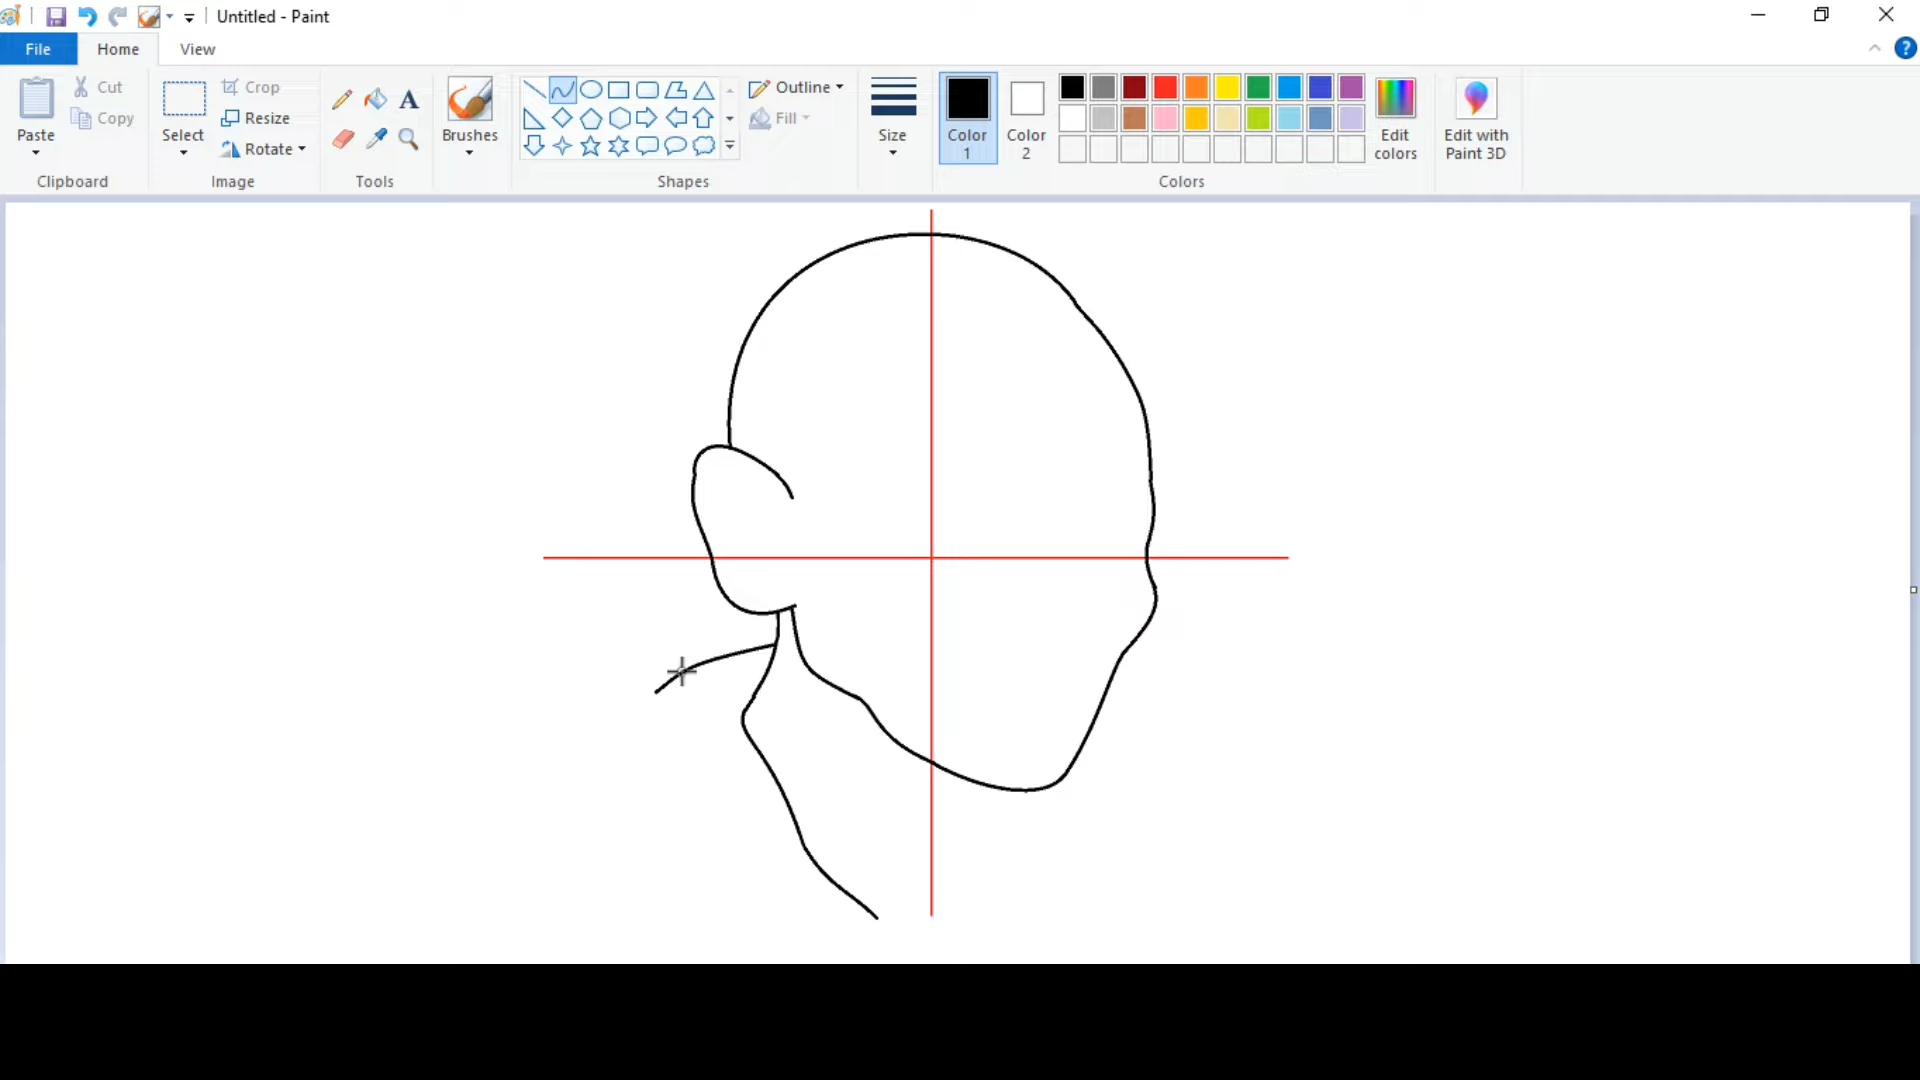 Untitled - Paint
File Home View
Paste
Cut
Copy
Clipboard
Select
Crop
Resize
Rotate
Image
A
Tools
Brushes
Outline
Fill
Shapes
Size
Color
1
Color
2
Edit
colors
Colors
Edit with
Paint 3D
?